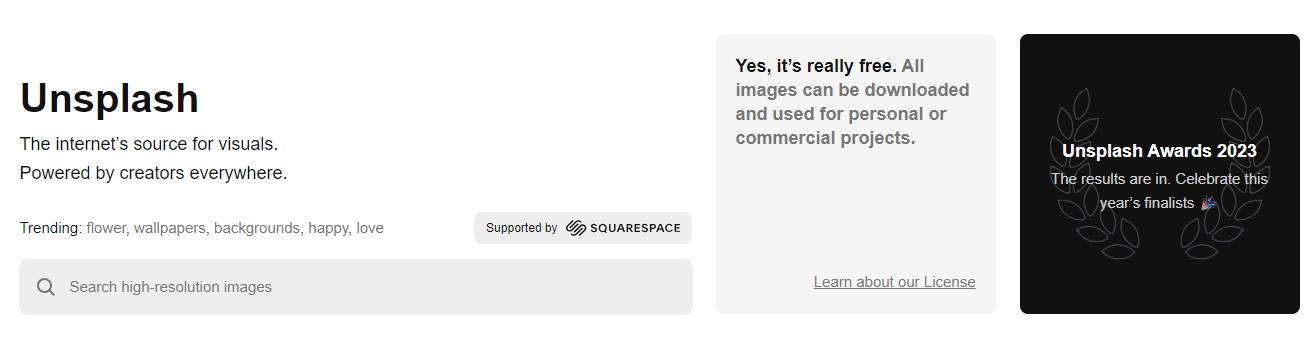 Unsplash
The internet’s source for visuals.
Powered by creators everywhere.
Trending: flower, wallpapers, backgrounds, happy, love
Supported by SQUARESPACE
Search high-resolution images
Yes, it’s really free. All
images can be downloaded
and used for personal or
commercial projects.
Learn about our License
Unsplash Awards 2023
The results are in. Celebrate this
year’s finalists 🎉